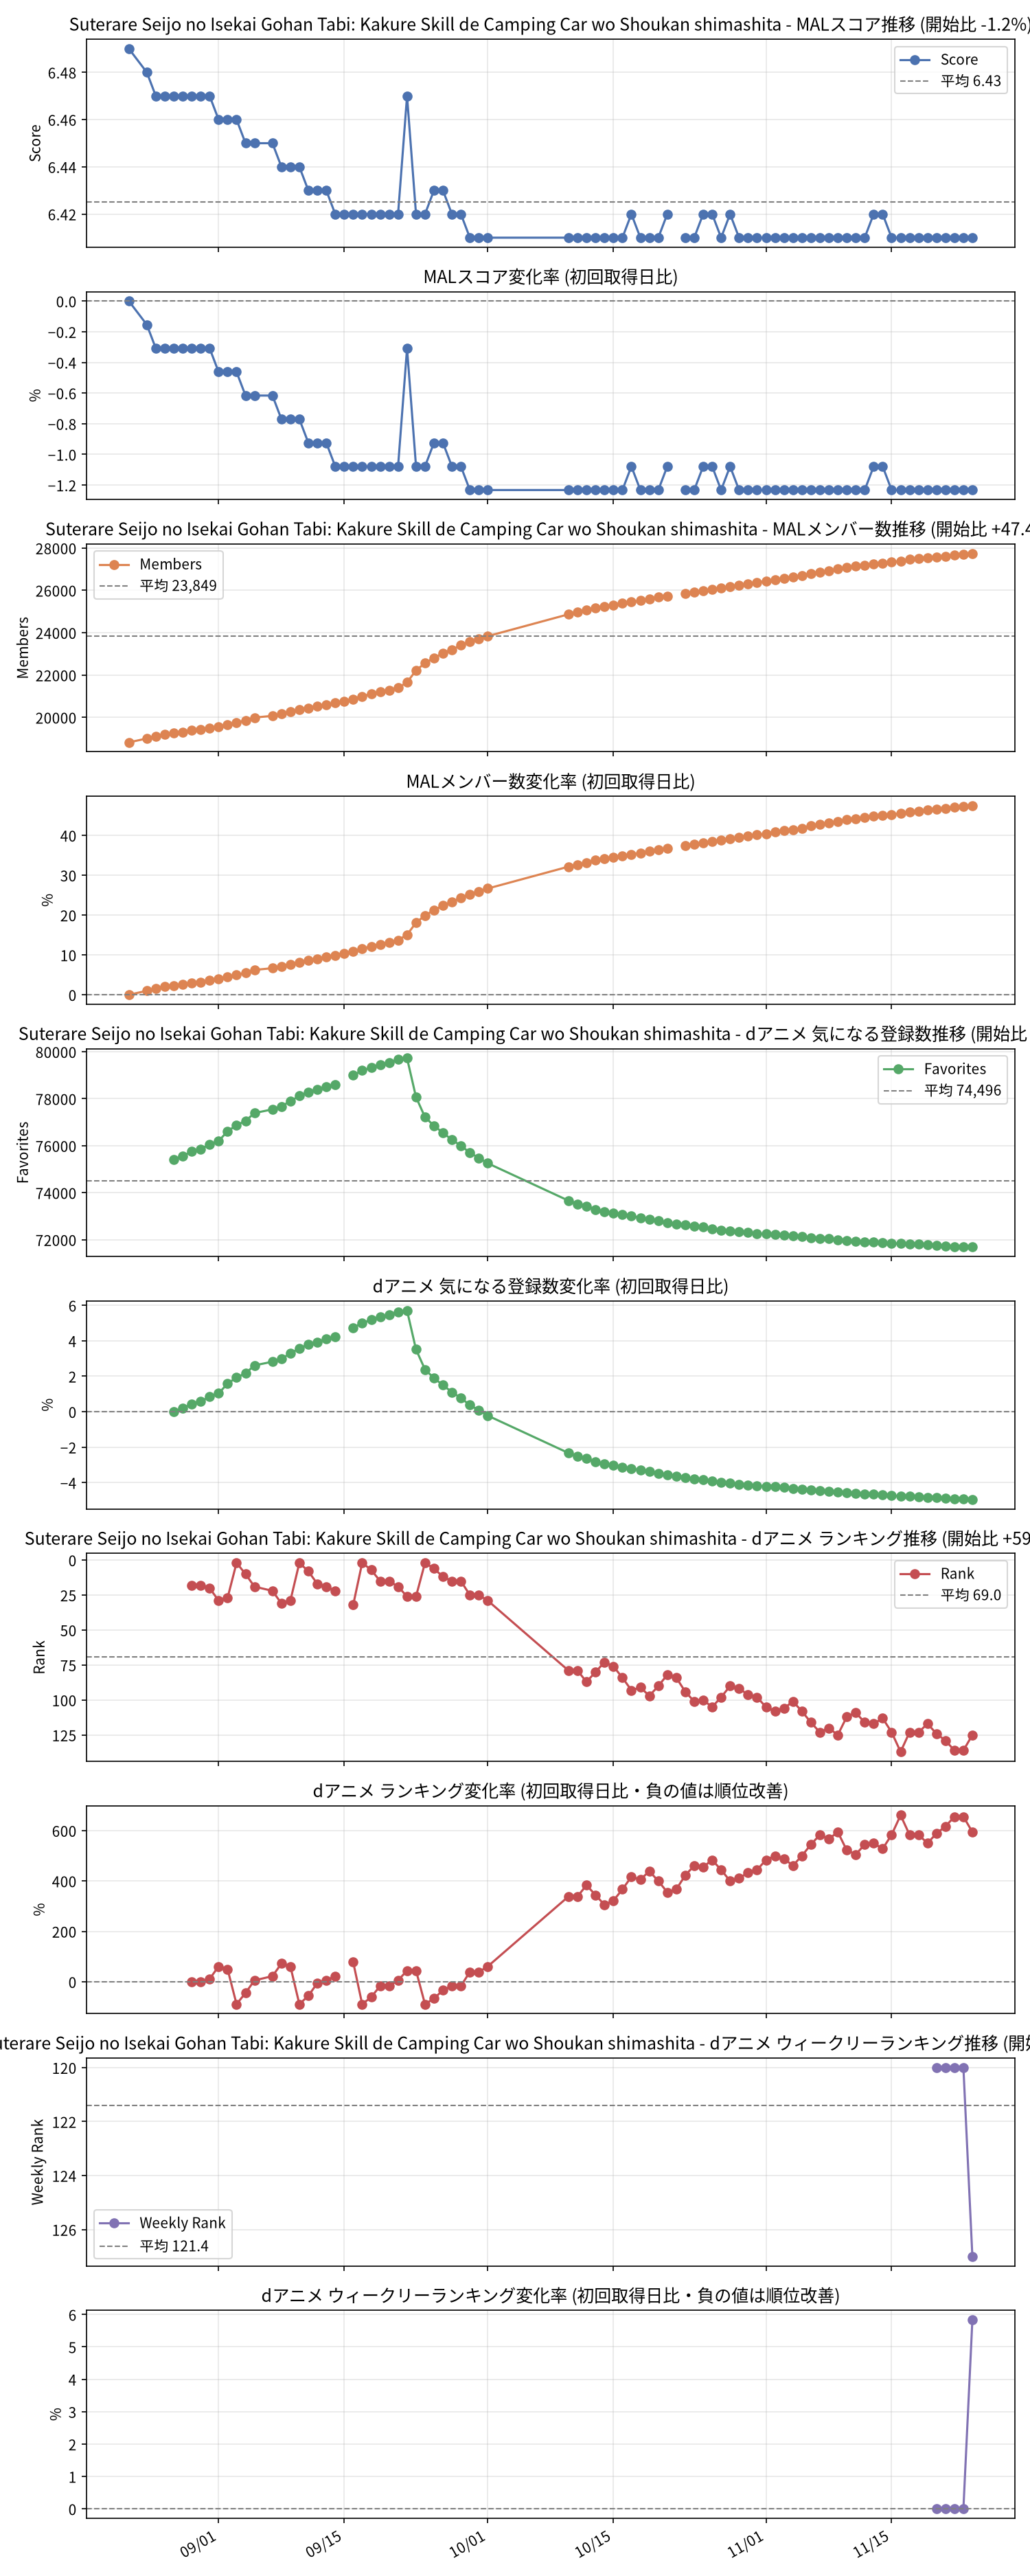 Suterare Seijo no Isekai Gohan Tabi: Kakure Skill de Camping Car wo Shoukan shimashita - MALスコア推移 (開始比 -1.2%)
6.48
6.46
6.44
6.42
Score
Score
平均 6.43
MALスコア変化率 (初回取得日比)
0.0
−0.2
−0.4
−0.6
−0.8
−1.0
−1.2
%
Suterare Seijo no Isekai Gohan Tabi: Kakure Skill de Camping Car wo Shoukan shimashita - MALメンバー数推移 (開始比 +47.4
28000
26000
24000
22000
20000
Members
Members
平均 23,849
MALメンバー数変化率 (初回取得日比)
40
30
20
10
0
%
Suterare Seijo no Isekai Gohan Tabi: Kakure Skill de Camping Car wo Shoukan shimashita - dアニメ 気になる登録数推移 (開始比
80000
78000
76000
74000
72000
Favorites
Favorites
平均 74,496
dアニメ 気になる登録数変化率 (初回取得日比)
6
4
2
0
−2
−4
%
Suterare Seijo no Isekai Gohan Tabi: Kakure Skill de Camping Car wo Shoukan shimashita - dアニメ ランキング推移 (開始比 +59
0
25
50
75
100
125
Rank
Rank
平均 69.0
dアニメ ランキング変化率 (初回取得日比・負の値は順位改善)
600
400
200
0
%
uterare Seijo no Isekai Gohan Tabi: Kakure Skill de Camping Car wo Shoukan shimashita - dアニメ ウィークリーランキング推移 (開
120
122
124
126
Weekly Rank
Weekly Rank
平均 121.4
dアニメ ウィークリーランキング変化率 (初回取得日比・負の値は順位改善)
6
5
4
3
2
1
0
%
09/01
09/15
10/01
10/15
11/01
11/15